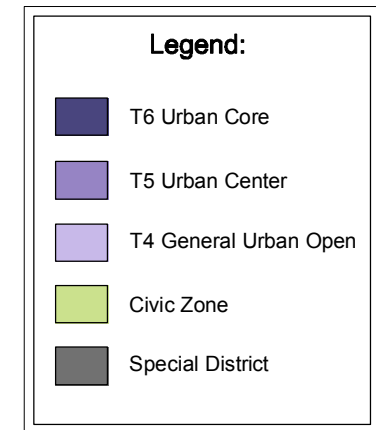 Legend:
T6 Urban Core
T5 Urban Center
T4 General Urban Open
Civic Zone
Special District